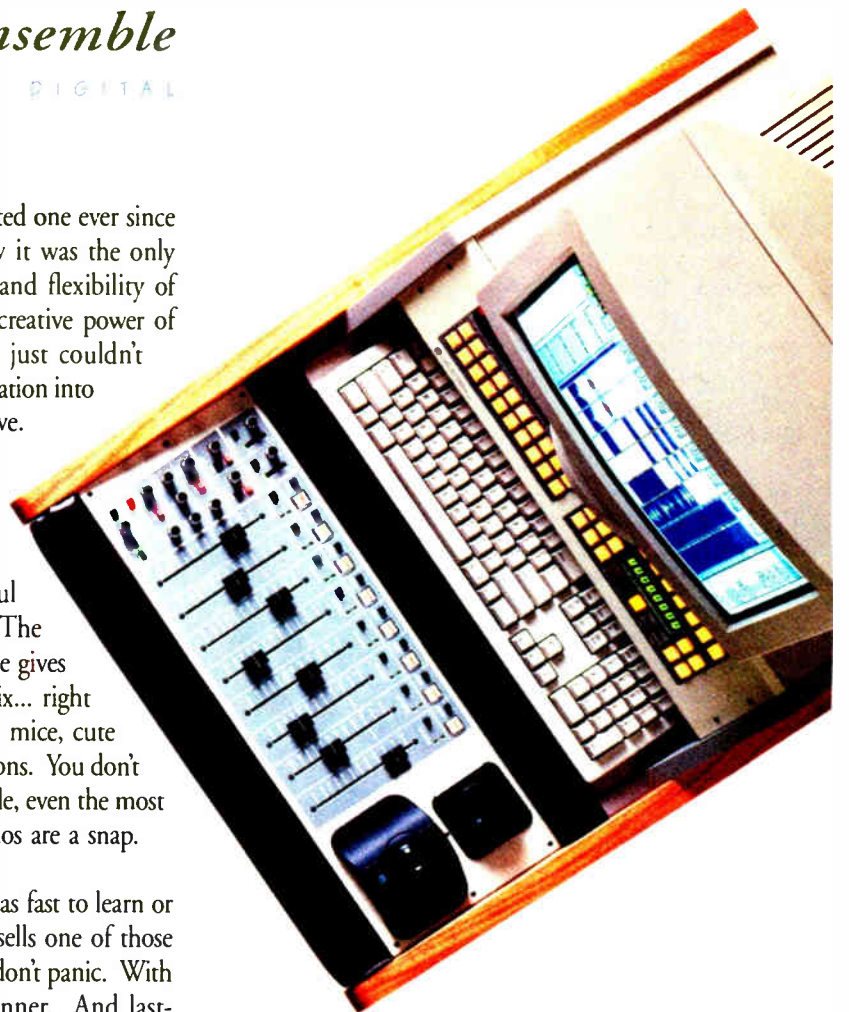 nsemble
DIGITAL
ted one ever since
it was the only
and flexibility of
creative power of
just couldn't
ation into
ve.
ul
The
e gives
ix... right
mice, cute
ons. You don't
le, even the most
os are a snap.
as fast to learn or
sells one of those
don't panic. With
nner. And last-